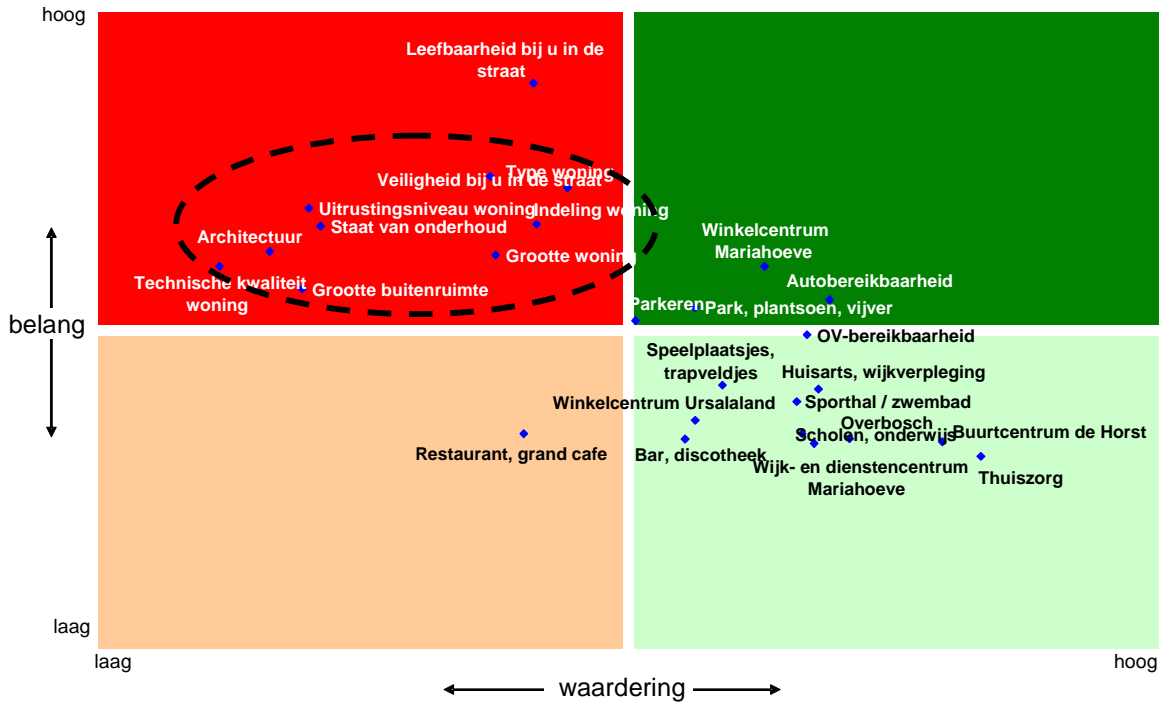 hoog
Leefbaarheid bij u in de
straat
Type woning
Veiligheid bij u in de straat
Uitrustingsniveau woning
Indeling woning
Staat van onderhoud
Architectuur
Grootte woning
Technische kwaliteit
woning
Grootte buitenruimte
Winkelcentrum
Mariahoeve
Autobereikbaarheid
Parkeren
Park, plantsoen, vijver
belang
OV-bereikbaarheid
Speelplaatsjes,
trapveldjes
Huisarts, wijkverpleging
Winkelcentrum Ursalaland
Sporthal / zwembad
Overbosch
Scholen, onderwijs
Buurtcentrum de Horst
Restaurant, grand cafe
Bar, discotheek
Wijk- en dienstencentrum
Mariahoeve
Thuiszorg
laag
laag
hoog
waardering